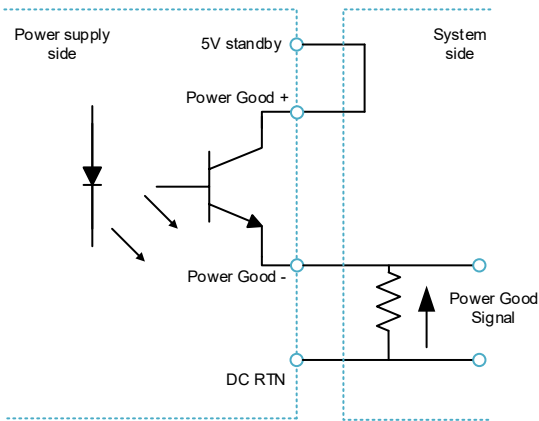 Power supply
side
5V standby
System
side
Power Good +
Power Good -
Power Good
Signal
DC RTN